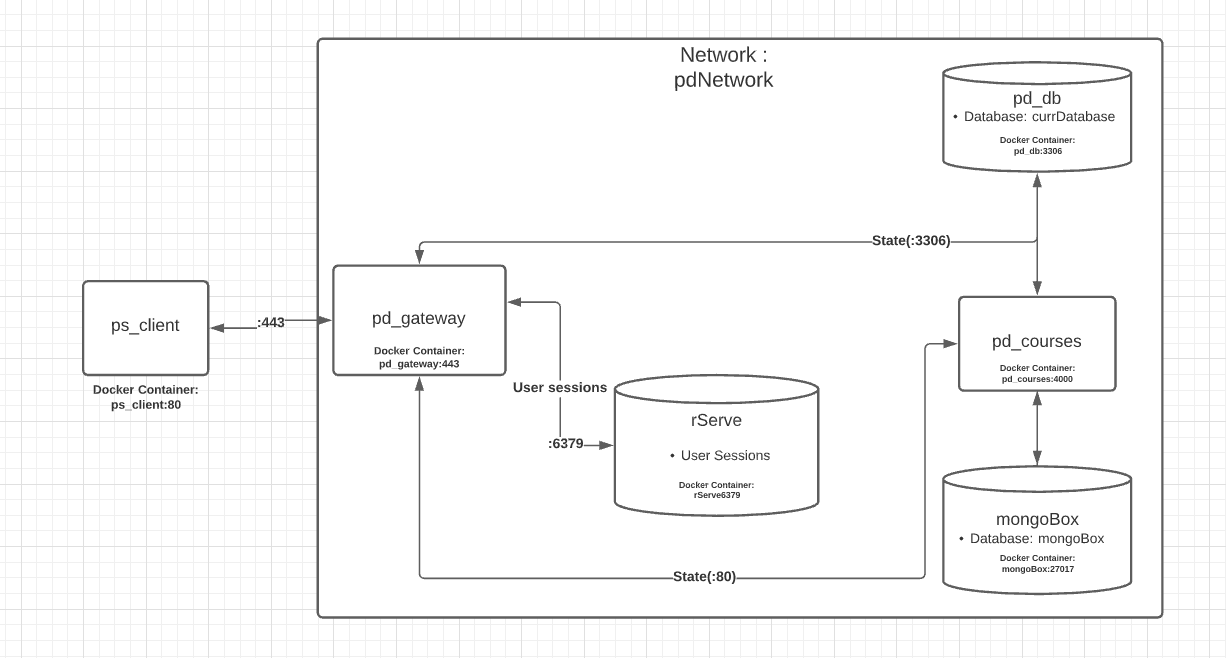 Network :
pdNetwork
pd_db
• Database: currDatabase
Docker Container:
pd_db:3306
State(:3306)
ps_client
Docker Container:
ps_client:80
:443
pd_gateway
Docker Container:
pd_gateway:443
User sessions
:6379
rServe
• User Sessions
Docker Container:
rServe6379
pd_courses
Docker Container:
pd_courses:4000
mongoBox
• Database: mongoBox
Docker Container:
mongoBox:27017
State(:80)